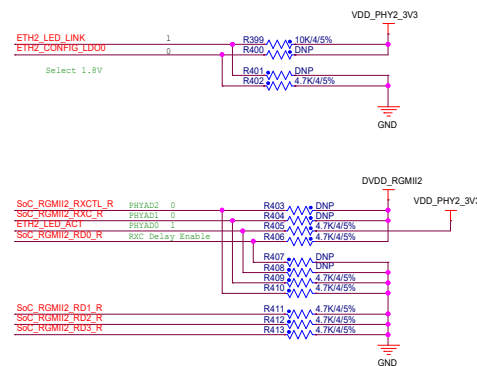 VDD_PHY2_3V3
ETH2_LED_LINK 1 R399 10K/4/5%
ETH2_CONFIG_LDO0 0 R400 DNP
Select 1.8V R401 DNP
R402 4.7K/4/5%
GND
DVDD_RGMII2
VDD_PHY2_3V3
SoC_RGMII2_RXCTL_R PHYAD2 0 R403 DNP
SoC_RGMII2_RXC_R PHYAD1 0 R404 DNP
ETH2_LED_ACT PHYAD0 1 R405 4.7K/4/5%
SoC_RGMII2_RD0_R RXC Delay Enable R406 4.7K/4/5%
R407 DNP
R408 DNP
R409 4.7K/4/5%
R410 4.7K/4/5%
SoC_RGMII2_RD1_R R411 4.7K/4/5%
SoC_RGMII2_RD2_R R412 4.7K/4/5%
SoC_RGMII2_RD3_R R413 4.7K/4/5%
GND